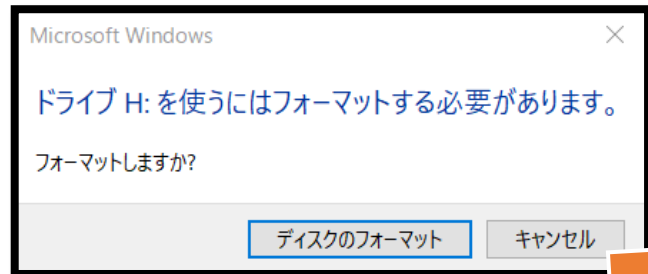 Microsoft Windows
ドライブ H: を使うにはフォーマットする必要があります。
フォーマットしますか?
ディスクのフォーマット
キャンセル